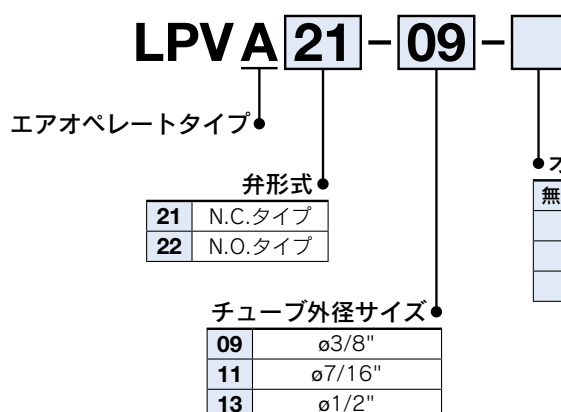 LPVA 21 - 09 -
エアオペレートタイプ
弁形式
21 N.C.タイプ
22 N.O.タイプ
無
チューブ外径サイズ
09 ø3/8"
11 ø7/16"
13 ø1/2"